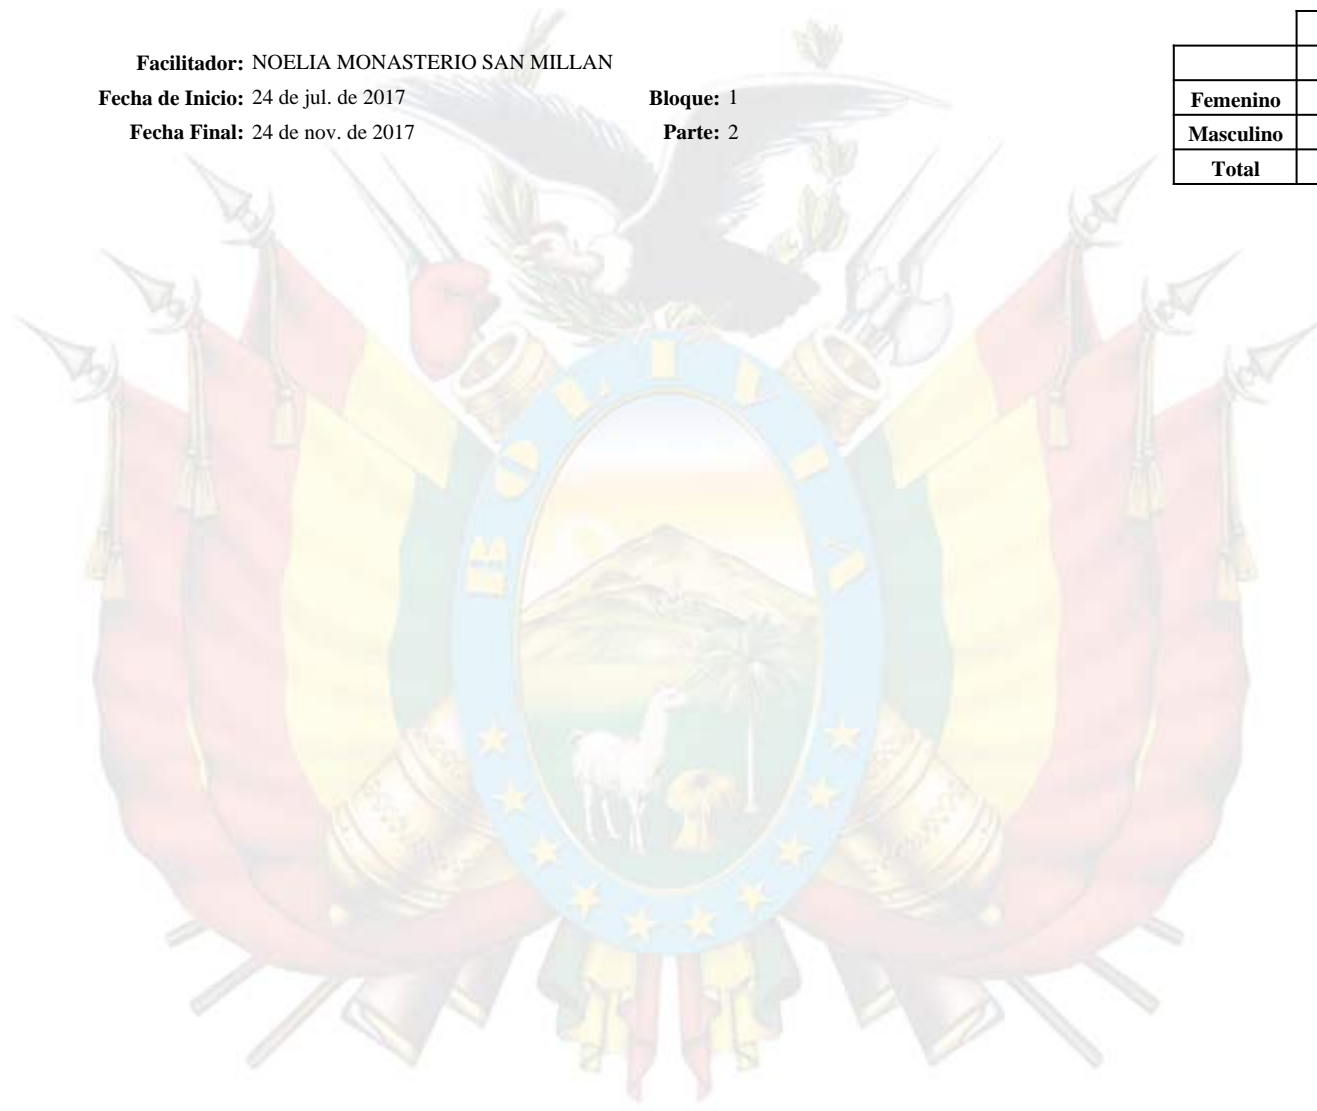 Facilitador: NOELIA MONASTERIO SAN MILLAN
Fecha de Inicio: 24 de jul. de 2017 Bloque: 1
Fecha Final: 24 de nov. de 2017 Parte: 2
Femenino
Masculino
Total
BOLIVIA